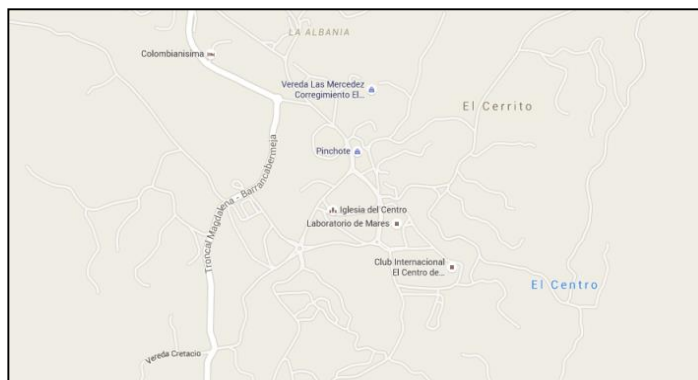 LA ALBANIA
Colombianisima
Vereda Las Mercedez
Corregimiento El...
El Cerrito
Pinchote
Troncal Magdalena - Barrancabermeja
Iglesia del Centro
Laboratorio de Mares
Club Internacional
El Centro de...
El Centro
Vereda Cretacio